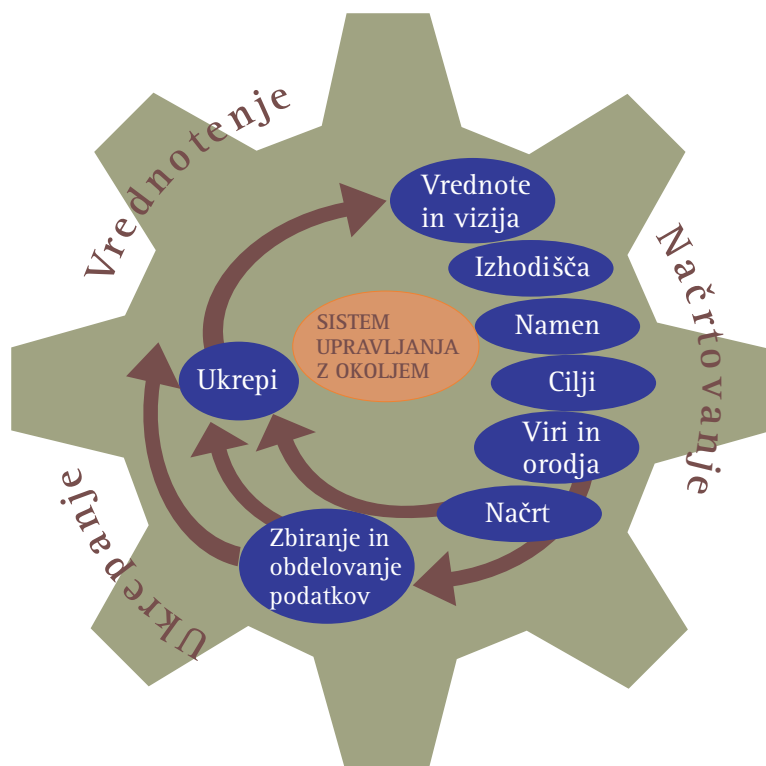 Vrednotenje
Vrednote
in vizija
Izhodišča
Namen
Cilji
Viri in
orodja
Načrt
Načrtovanje
SISTEM
UPRAVLJANJA
Z OKOLJEM
Ukrepi
Zbiranje in
obdelovanje
podatkov
Ukrepanje